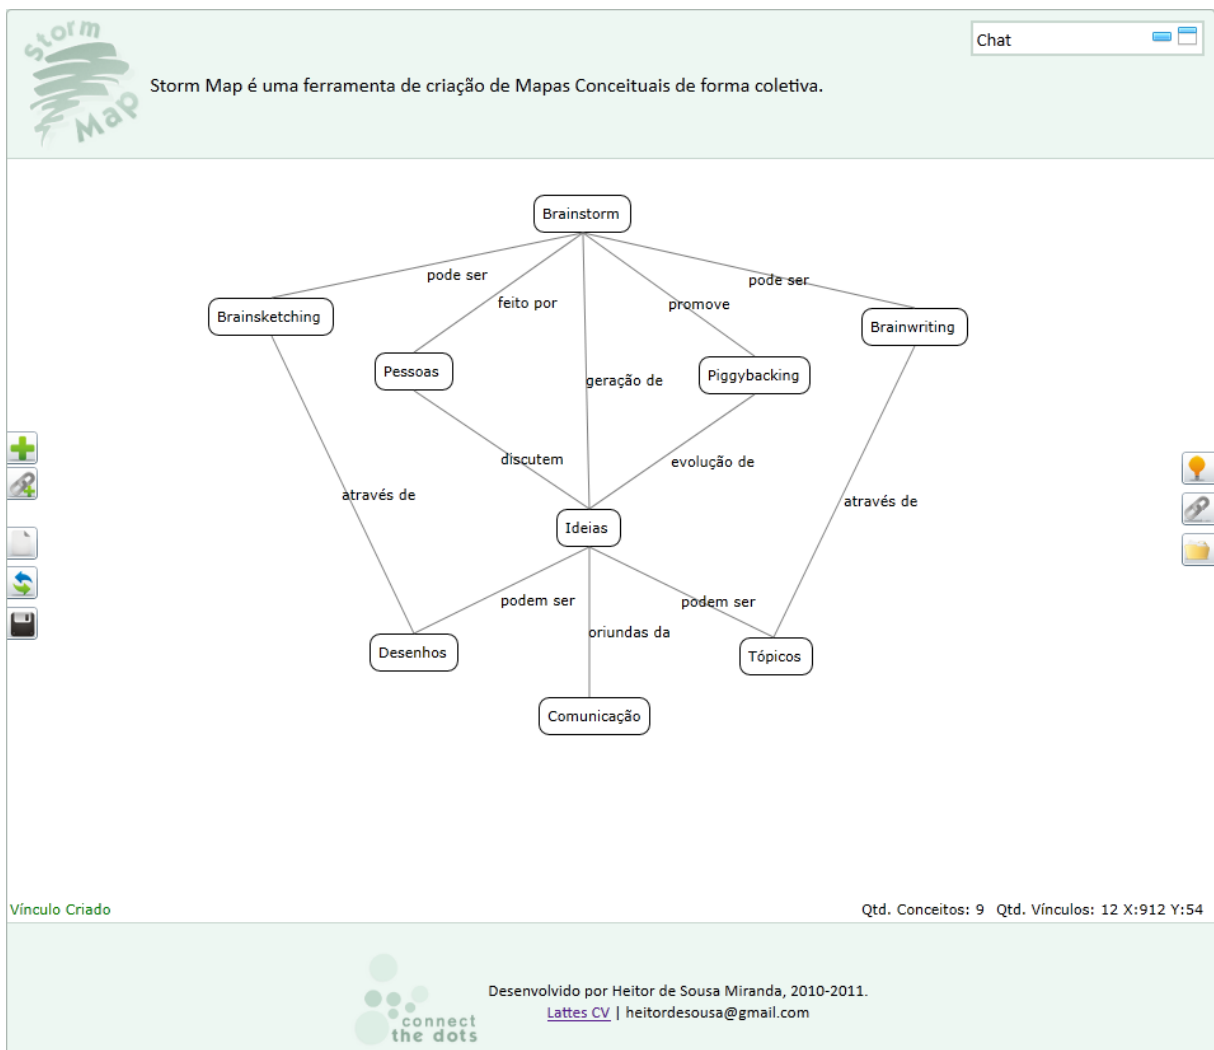 Storm
Map
Storm Map é uma ferramenta de criação de Mapas Conceituais de forma coletiva.
Chat
Brainstorm
pode ser
pode ser
feito por
promove
Brainsketching
Brainwriting
Pessoas
geração de
Piggybacking
discutem
evolução de
através de
através de
Ideias
podem ser
podem ser
oriundas da
Desenhos
Tópicos
Comunicação
Vínculo Criado
Qtd. Conceitos: 9 Qtd. Vínculos: 12 X:912 Y:54
connect
the dots
Desenvolvido por Heitor de Sousa Miranda, 2010-2011.
Lattes CV | heitordesousa@gmail.com